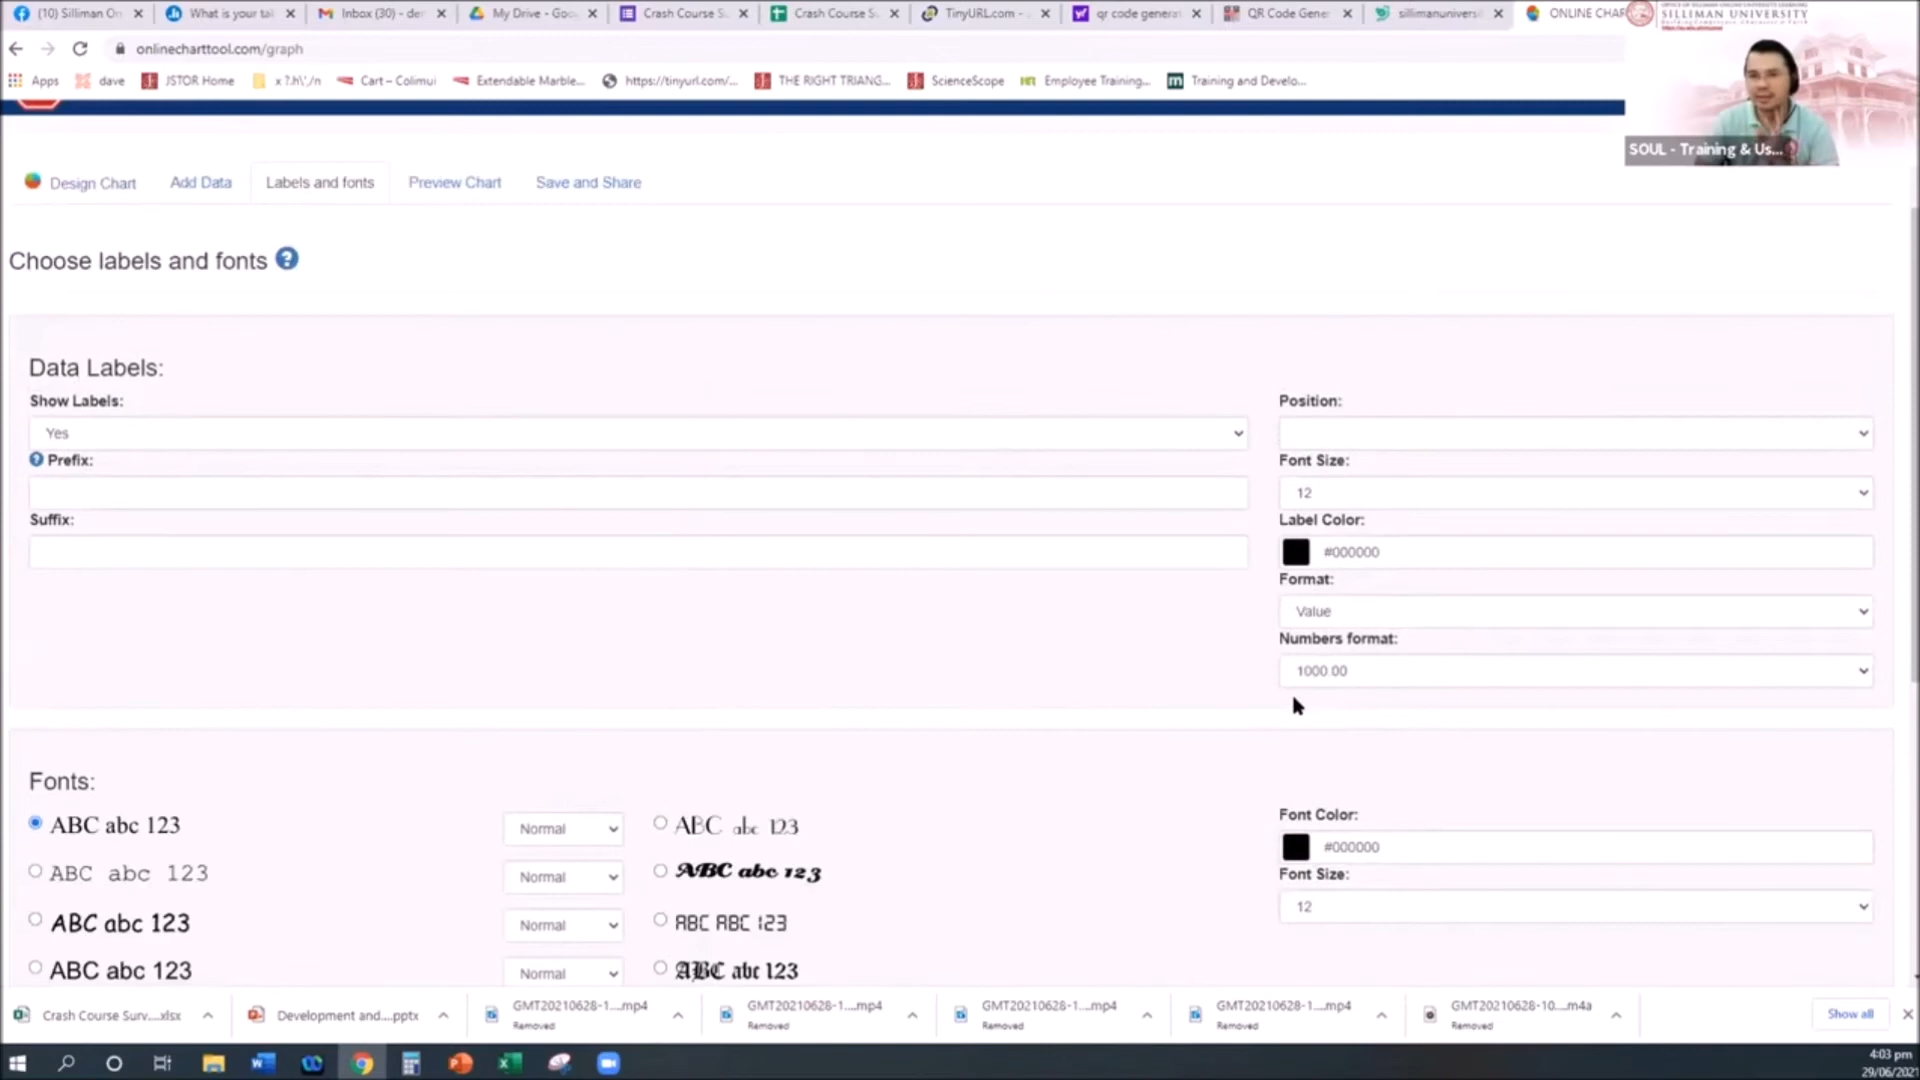 (10) Silliman On
What is your tal
Inbox (30) - der
My Drive - Goo
Crash Course S
Crash Course S
TinyURL.com -
qr code generat
QR Code Gene
sillimanunivers
ONLINE CHAR
SILLIMAN UNIVERSITY
onlinecharttool.com/graph
Apps
dave
JSTOR Home
x ?.h\';/n
Cart – Colimui
Extendable Marble...
https://tinyurl.com/...
THE RIGHT TRIANG...
ScienceScope
Employee Training...
Training and Develo...
SOUL - Training & Us...
Design Chart
Add Data
Labels and fonts
Preview Chart
Save and Share
Choose labels and fonts ?
Data Labels:
Show Labels:
Yes
Prefix:
Suffix:
Position:
Font Size:
12
Label Color:
#000000
Format:
Value
Numbers format:
1000.00
Fonts:
ABC abc 123
Normal
ABC abc 123
ABC abc 123
Normal
ABC abc 123
ABC abc 123
Normal
ABC ABC 123
ABC abc 123
Normal
ABC abc 123
Font Color:
#000000
Font Size:
12
Crash Course Surv....xlsx
Development and....pptx
GMT20210628-1....mp4
Removed
GMT20210628-1....mp4
Removed
GMT20210628-1....mp4
Removed
GMT20210628-1....mp4
Removed
GMT20210628-10....m4a
Removed
Show all
4:03 pm
29/06/2021